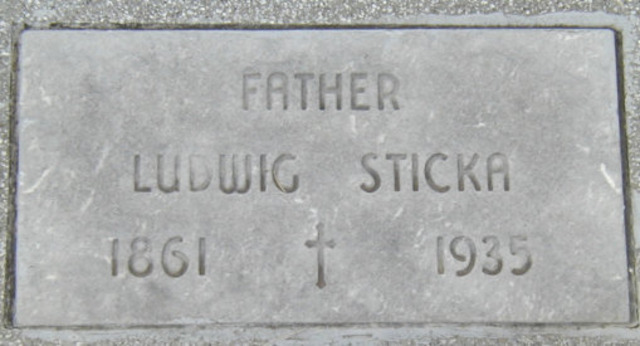 FATHER
LUDWIG STICKA
1861 † 1935